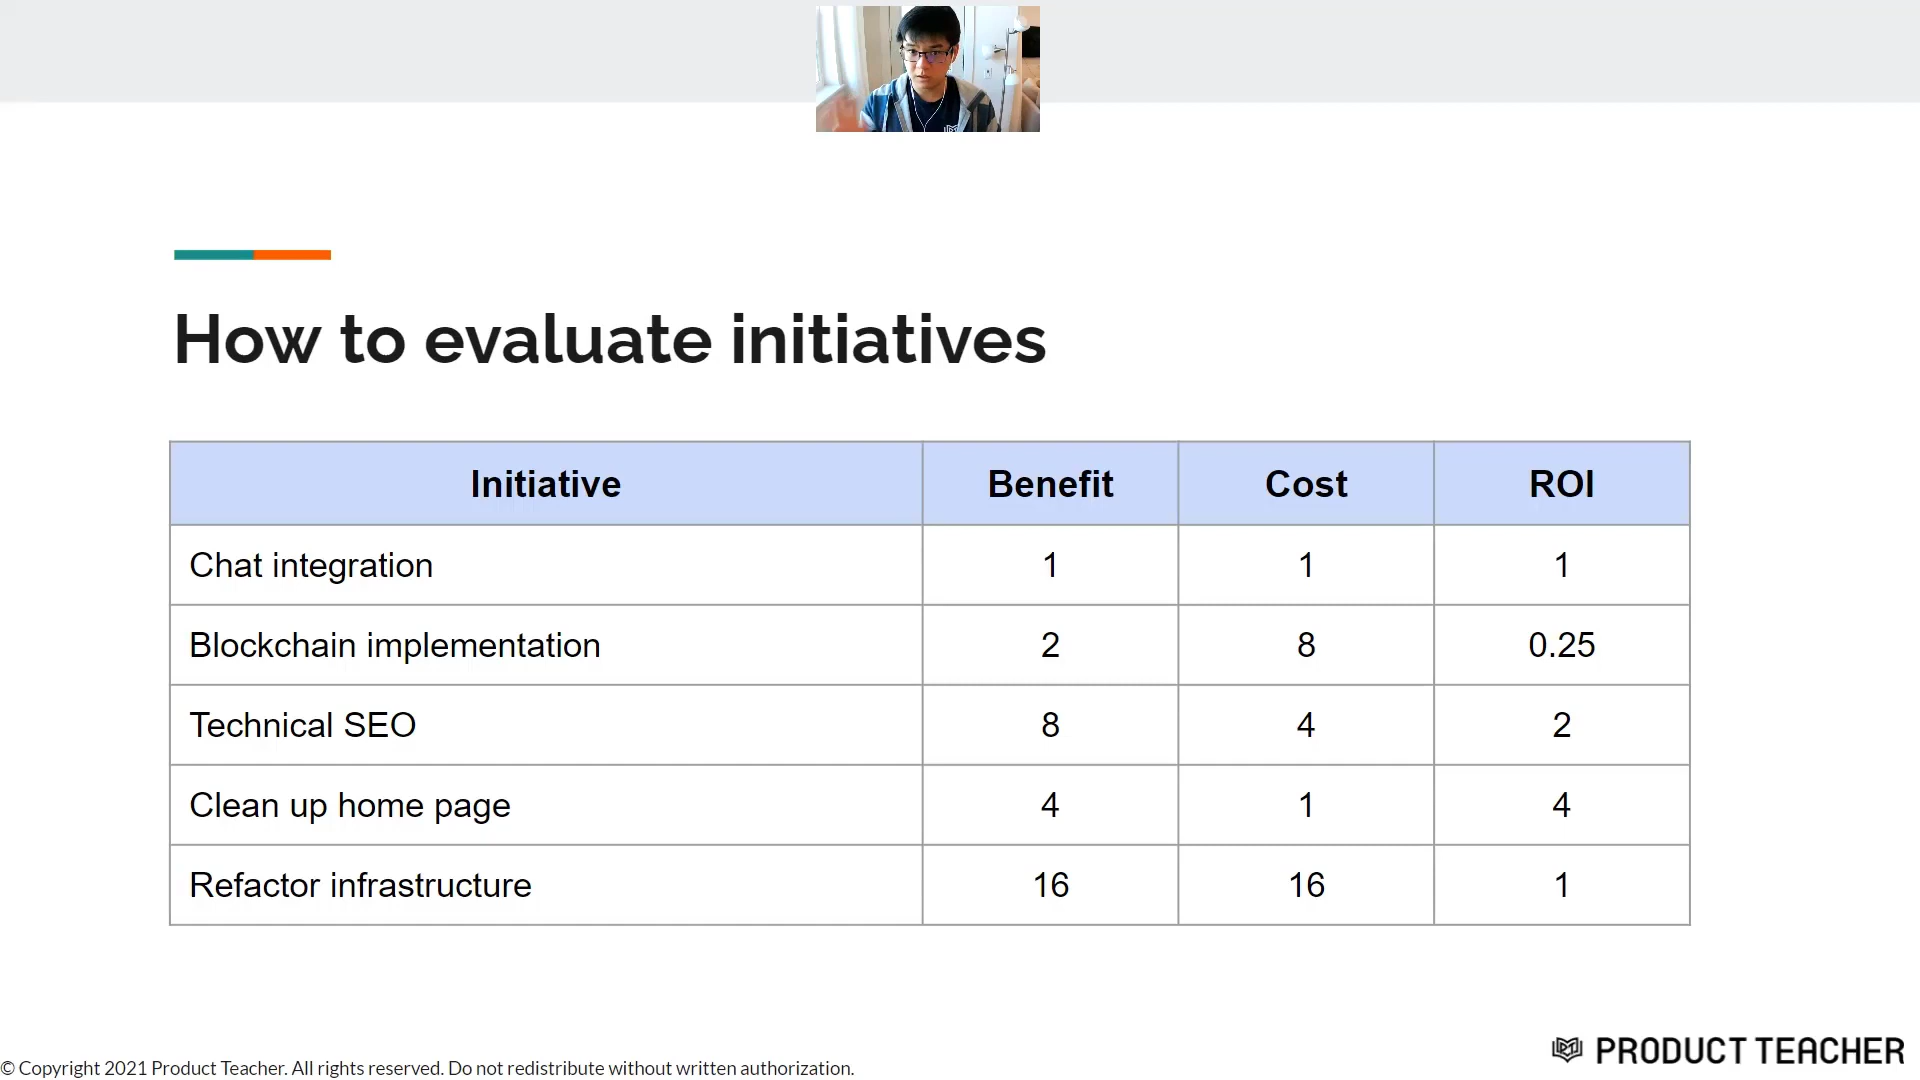 How to evaluate initiatives
Initiative Benefit Cost ROI
Chat integration 1 1 1
Blockchain implementation 2 8 0.25
Technical SEO 8 4 2
Clean up home page 4 1 4
Refactor infrastructure 16 16 1
PRODUCT TEACHER
© Copyright 2021 Product Teacher. All rights reserved. Do not redistribute without written authorization.